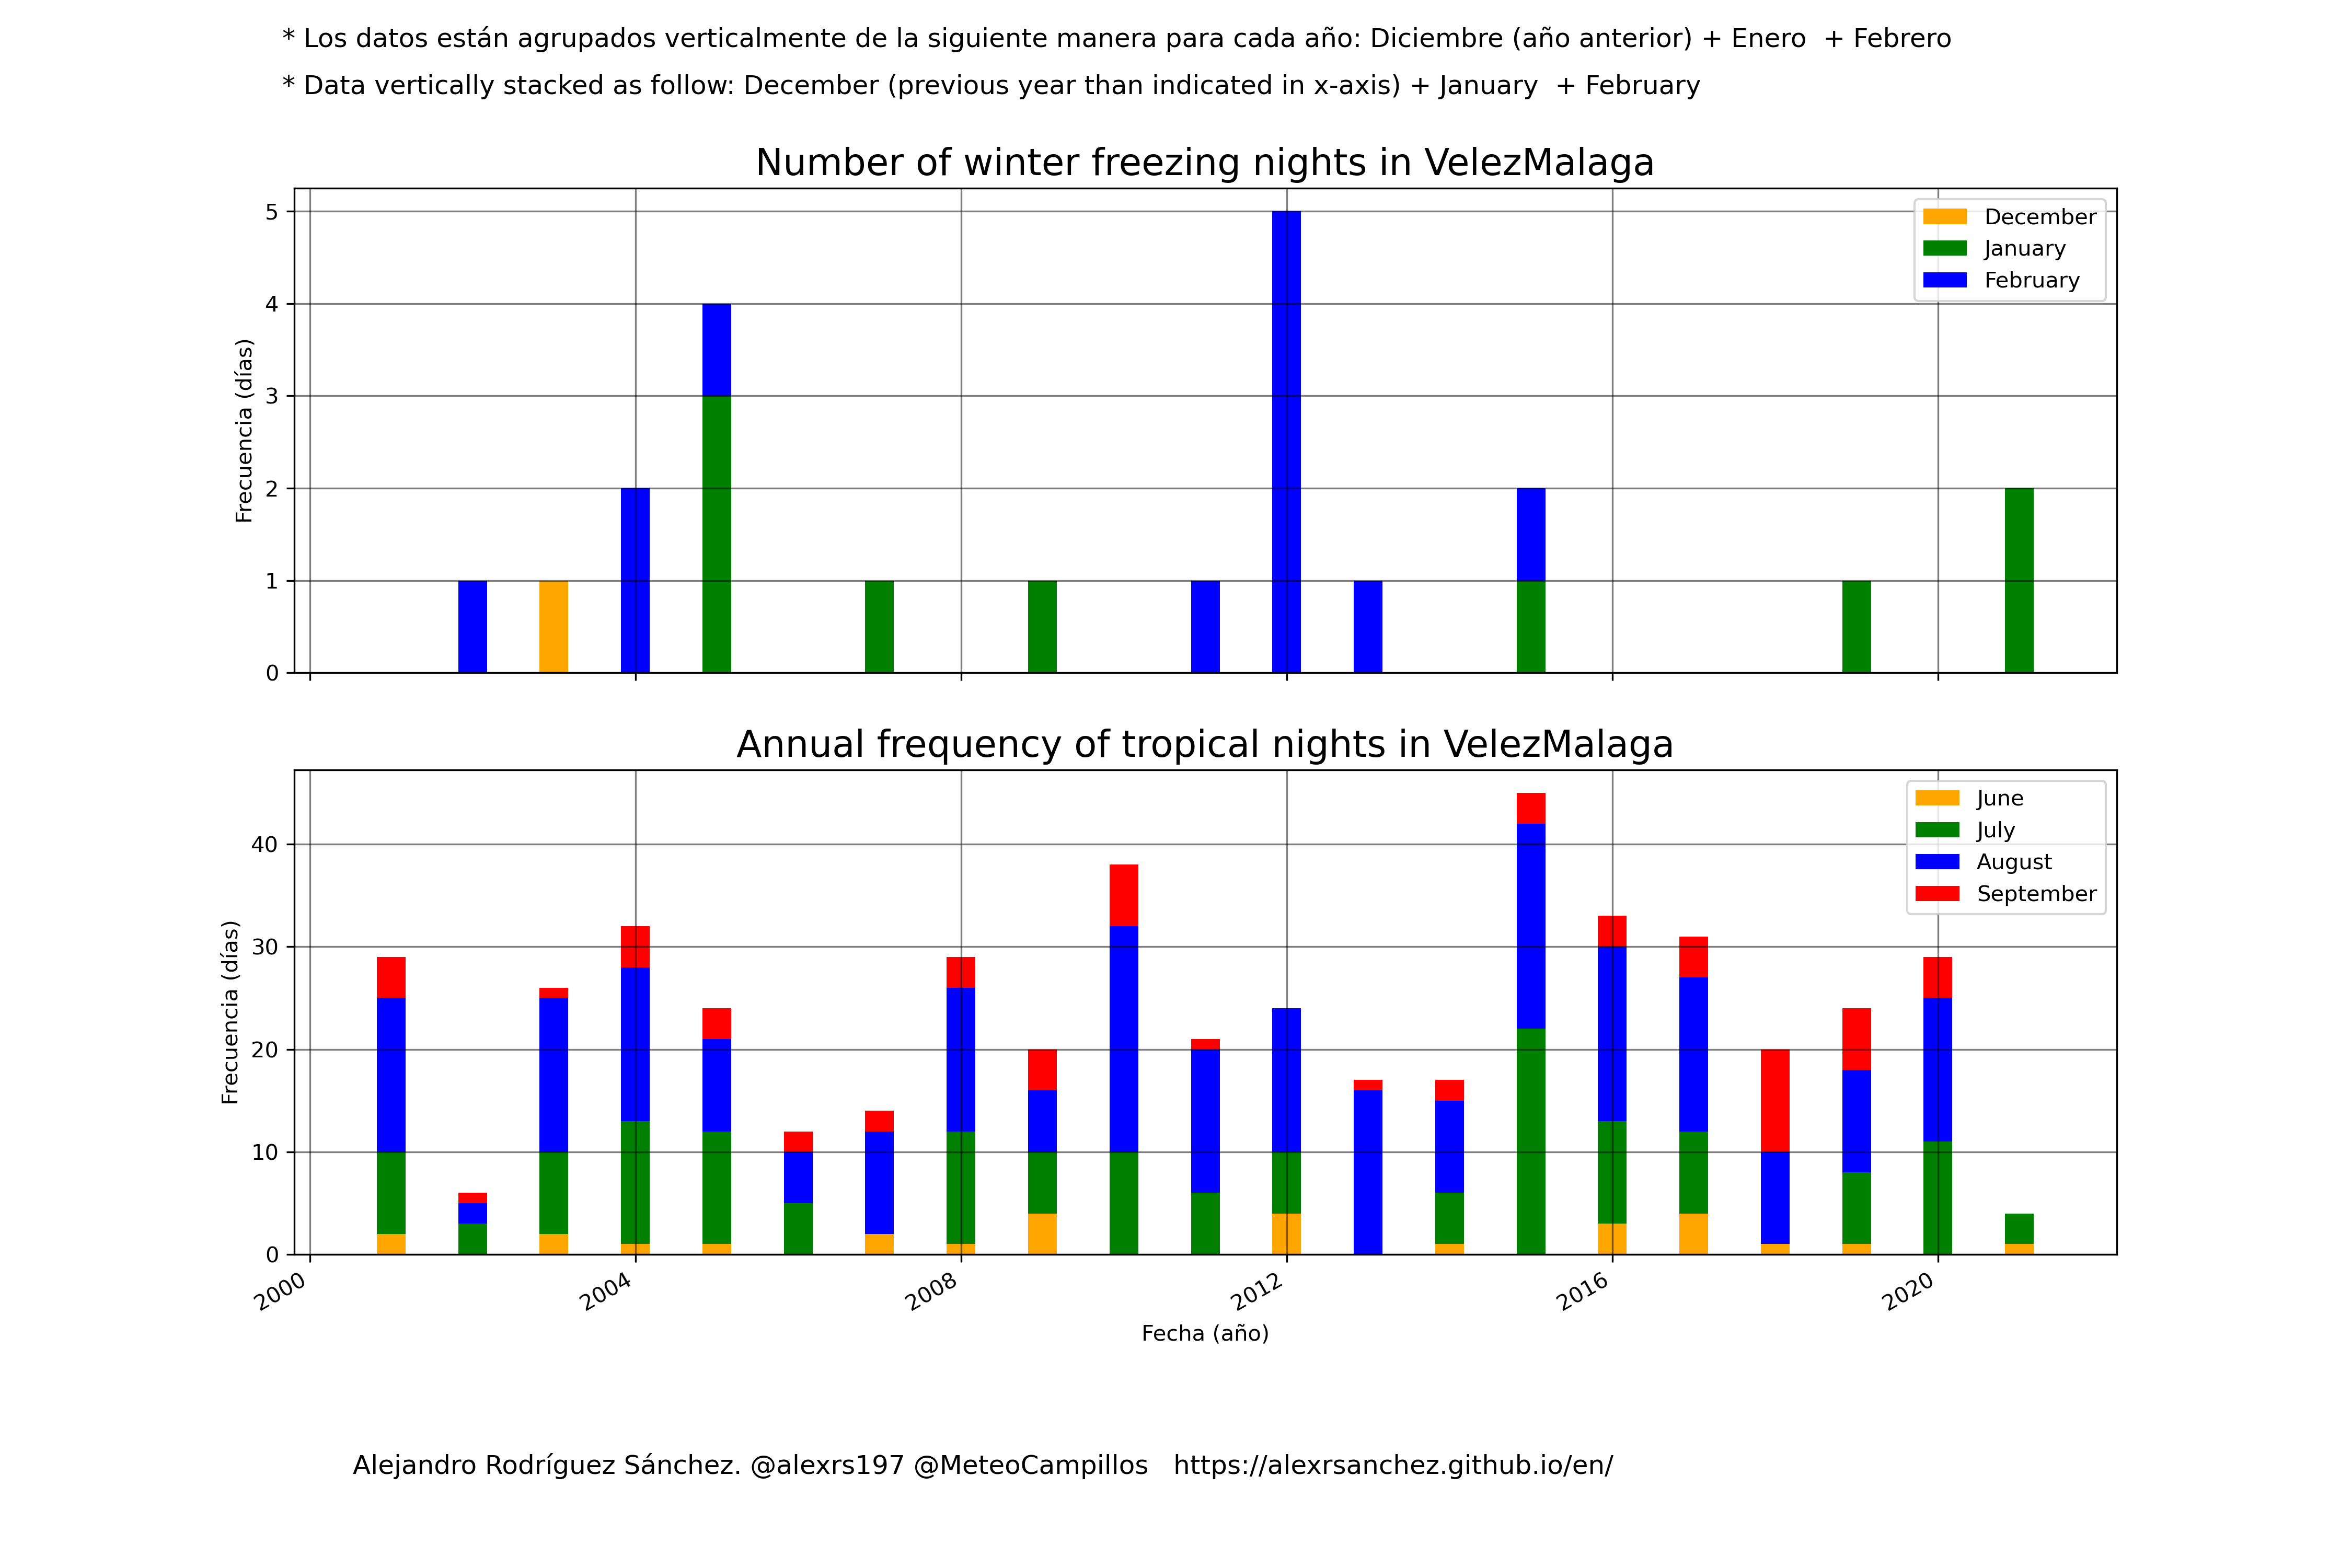 * Los datos están agrupados verticalmente de la siguiente manera para cada año: Diciembre (año anterior) + Enero  + Febrero
* Data vertically stacked as follow: December (previous year than indicated in x-axis) + January  + February
Number of winter freezing nights in VelezMalaga
5
4
3
2
1
0
Frecuencia (días)
December
January
February
Annual frequency of tropical nights in VelezMalaga
40
30
20
10
0
Frecuencia (días)
June
July
August
September
2000 2004 2008 2012 2016 2020
Fecha (año)
Alejandro Rodríguez Sánchez. @alexrs197 @MeteoCampillos   https://alexrsanchez.github.io/en/